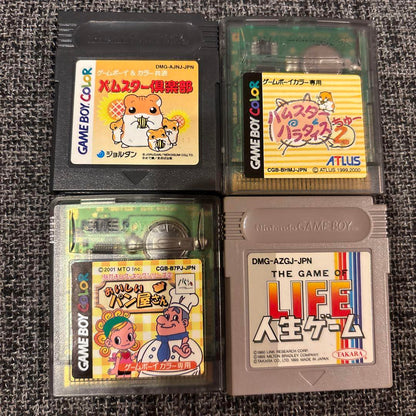 DMG-AJNJ-JPN
GAME BOY COLOR
ゲームボーイ&カラー共通
ハムスター倶楽部
ジョルダン
GAME BOY COLOR
ゲームボーイカラー専用
ハムスター
パラダイス
2
ATLUS
CGB-BHMJ-JPN
© ATLUS 1999,2000
© 2001 MTO Inc.
CGB-B7PJ-JPN
GAME BOY COLOR
おいしい
パン屋さん
ゲームボーイカラー専用
Nintendo GAME BOY
DMG-AZGJ-JPN
THE GAME OF
LIFE
人生ゲーム
TAKARA